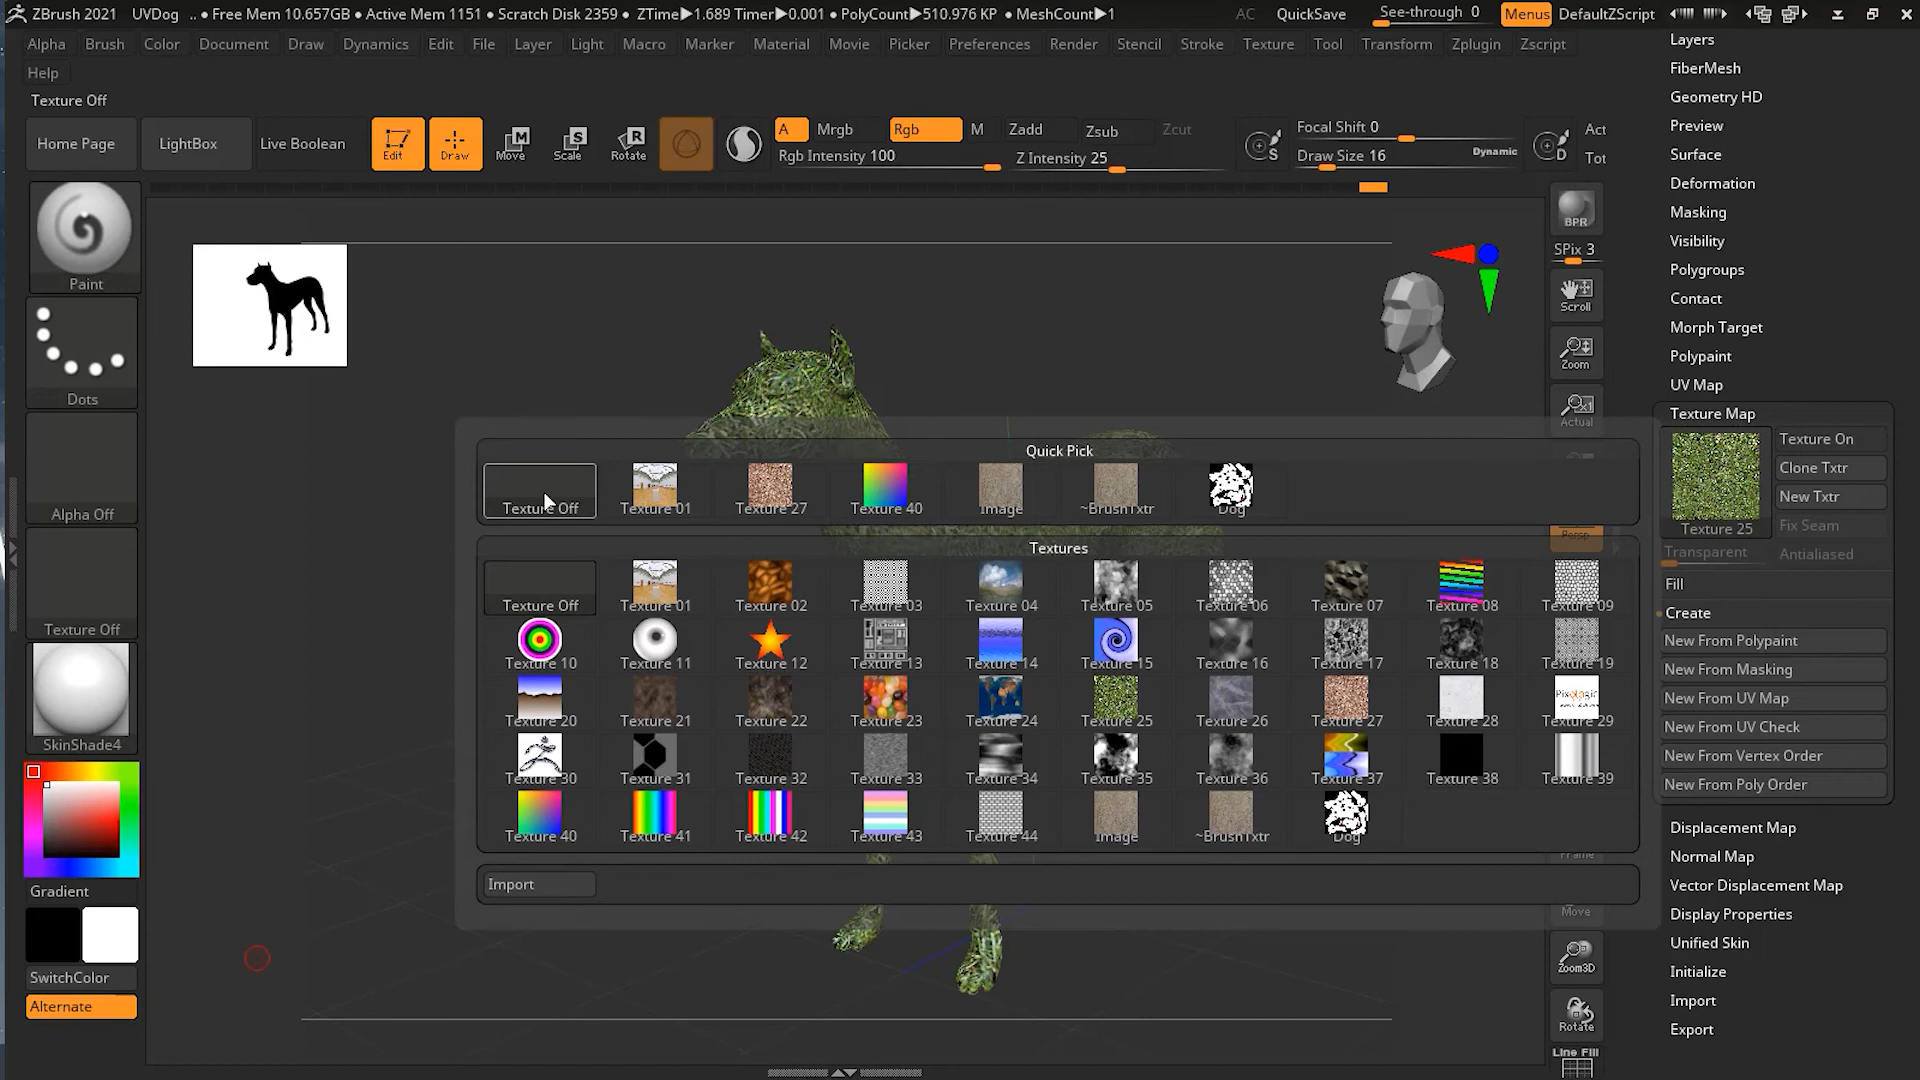 ZBrush 2021 UVDog .. ● Free Mem 10.657GB ● Active Mem 1151 ● Scratch Disk 2359 ● ZTime▶1.689 Timer▶0.001 ● PolyCount▶510.976 KP ● MeshCount▶1 AC QuickSave See-through 0 Menus DefaultZScript
Alpha Brush Color Document Draw Dynamics Edit File Layer Light Macro Marker Material Movie Picker Preferences Render Stencil Stroke Texture Tool Transform Zplugin Zscript
Help
Texture Off
Home Page LightBox Live Boolean Edit Draw Move Scale Rotate
M S R
A Mrgb Rgb M Zadd Zsub Zcut
Rgb Intensity 100 Z Intensity 25
S Focal Shift 0 D Act
Draw Size 16 Dynamic Tot
Paint
Dots
Alpha Off
Texture Off
SkinShade4
Gradient
SwitchColor
Alternate
Quick Pick
Texture Off Texture 01 Texture 27 Texture 40 Image ~BrushTxtr Dog
Textures
Texture Off Texture 01 Texture 02 Texture 03 Texture 04 Texture 05 Texture 06 Texture 07 Texture 08 Texture 09
Texture 10 Texture 11 Texture 12 Texture 13 Texture 14 Texture 15 Texture 16 Texture 17 Texture 18 Texture 19
Pixologic
Texture 20 Texture 21 Texture 22 Texture 23 Texture 24 Texture 25 Texture 26 Texture 27 Texture 28 Texture 29
Texture 30 Texture 31 Texture 32 Texture 33 Texture 34 Texture 35 Texture 36 Texture 37 Texture 38 Texture 39
Texture 40 Texture 41 Texture 42 Texture 43 Texture 44 Image ~BrushTxtr Dog
Import
BPR
SPix 3
Scroll
Zoom
x1
Actual
Persp
Frame
Move
Zoom3D
Rotate
Line Fill
Layers
FiberMesh
Geometry HD
Preview
Surface
Deformation
Masking
Visibility
Polygroups
Contact
Morph Target
Polypaint
UV Map
Texture Map
Texture On
Clone Txtr
New Txtr
Texture 25 Fix Seam
Transparent Antialiased
Fill
Create
New From Polypaint
New From Masking
New From UV Map
New From UV Check
New From Vertex Order
New From Poly Order
Displacement Map
Normal Map
Vector Displacement Map
Display Properties
Unified Skin
Initialize
Import
Export